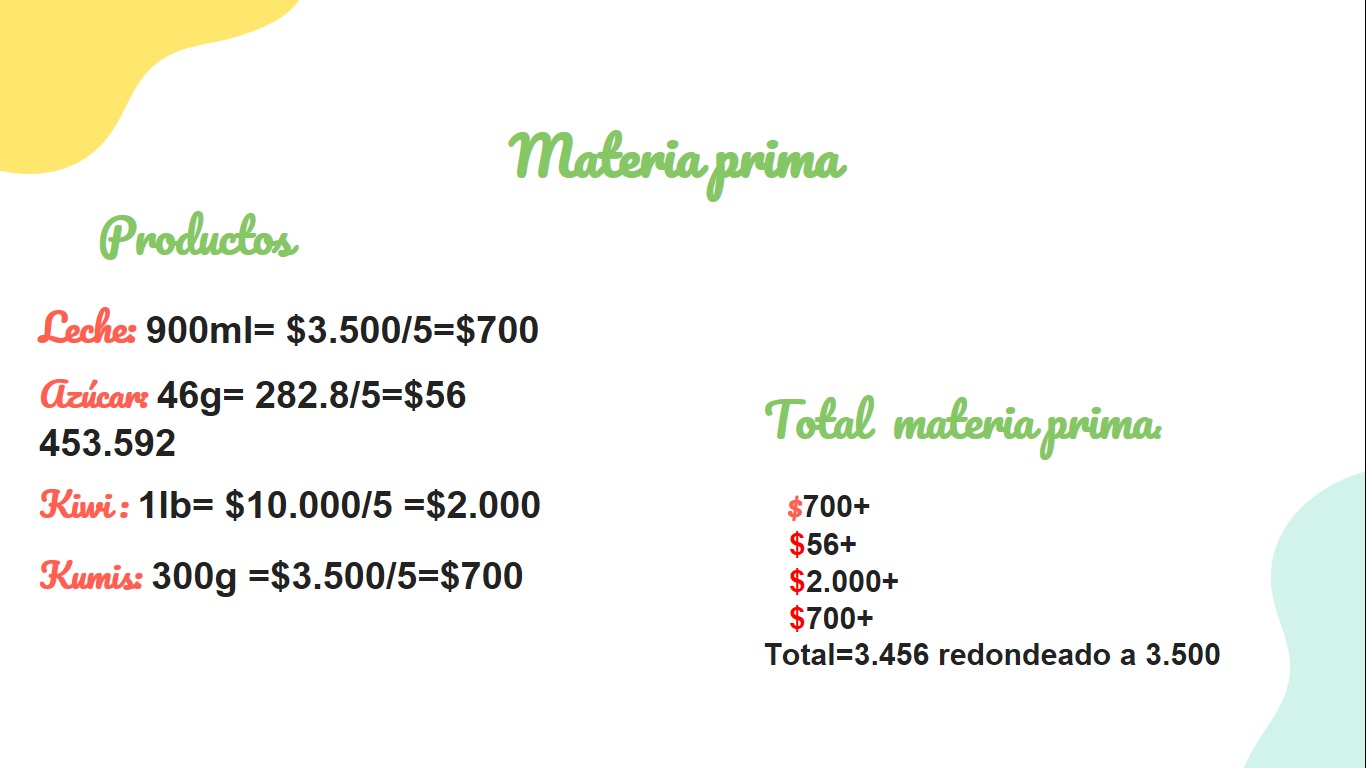 Materia prima
Productos
Leche: 900ml= $3.500/5=$700
Azúcar: 46g= 282.8/5=$56
453.592
Kiwi : 1lb= $10.000/5 =$2.000
Kumis: 300g =$3.500/5=$700
Total materia prima:
$700+
$56+
$2.000+
$700+
Total=3.456 redondeado a 3.500